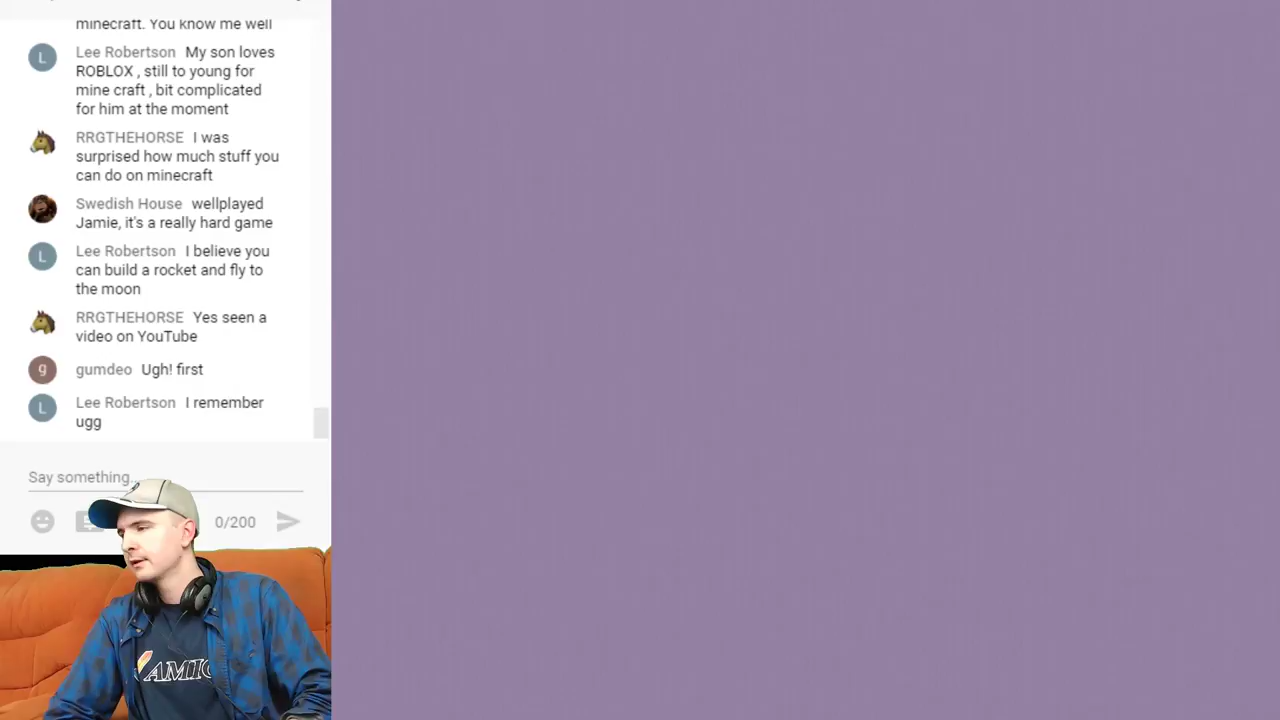 minecraft. You know me well
Lee Robertson My son loves
ROBLOX , still to young for
mine craft , bit complicated
for him at the moment
RRGTHEHORSE I was
surprised how much stuff you
can do on minecraft
Swedish House wellplayed
Jamie, it's a really hard game
L
Lee Robertson I believe you
can build a rocket and fly to
the moon
RRGTHEHORSE Yes seen a
video on YouTube
g
gumdeo Ugh! first
L
Lee Robertson I remember
ugg
Say something...
0/200
AMIG